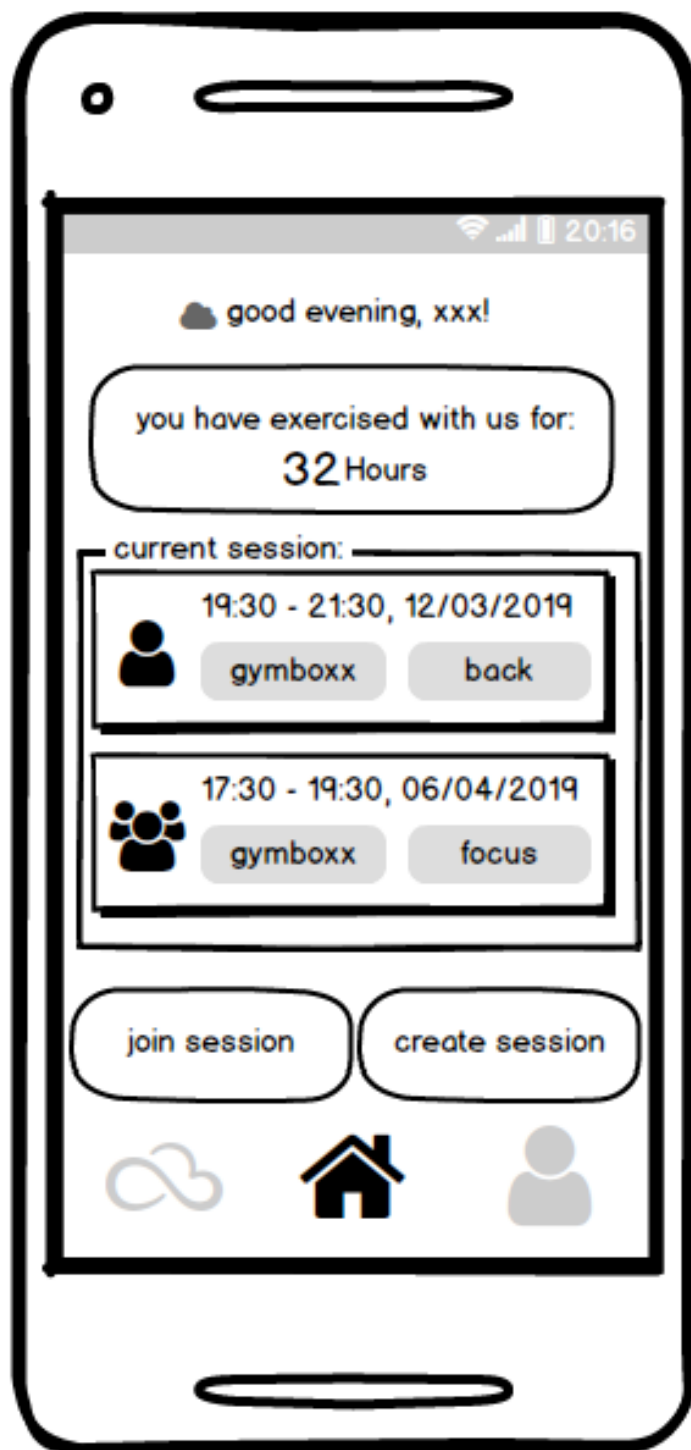 20:16
good evening, xxx!
you have exercised with us for:
32 Hours
current session:
19:30 - 21:30, 12/03/2019
gymboxx back
17:30 - 19:30, 06/04/2019
gymboxx focus
join session create session